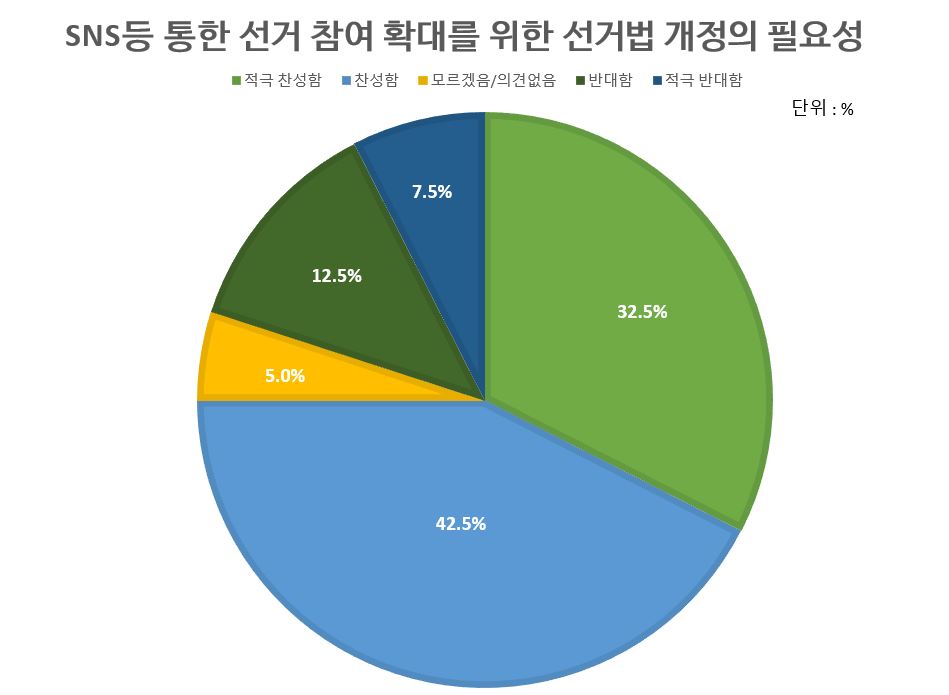 SNS등 통한 선거 참여 확대를 위한 선거법 개정의 필요성
적극 찬성함 찬성함 모르겠음/의견없음 반대함 적극 반대함
단위 : %
7.5%
12.5%
32.5%
5.0%
42.5%